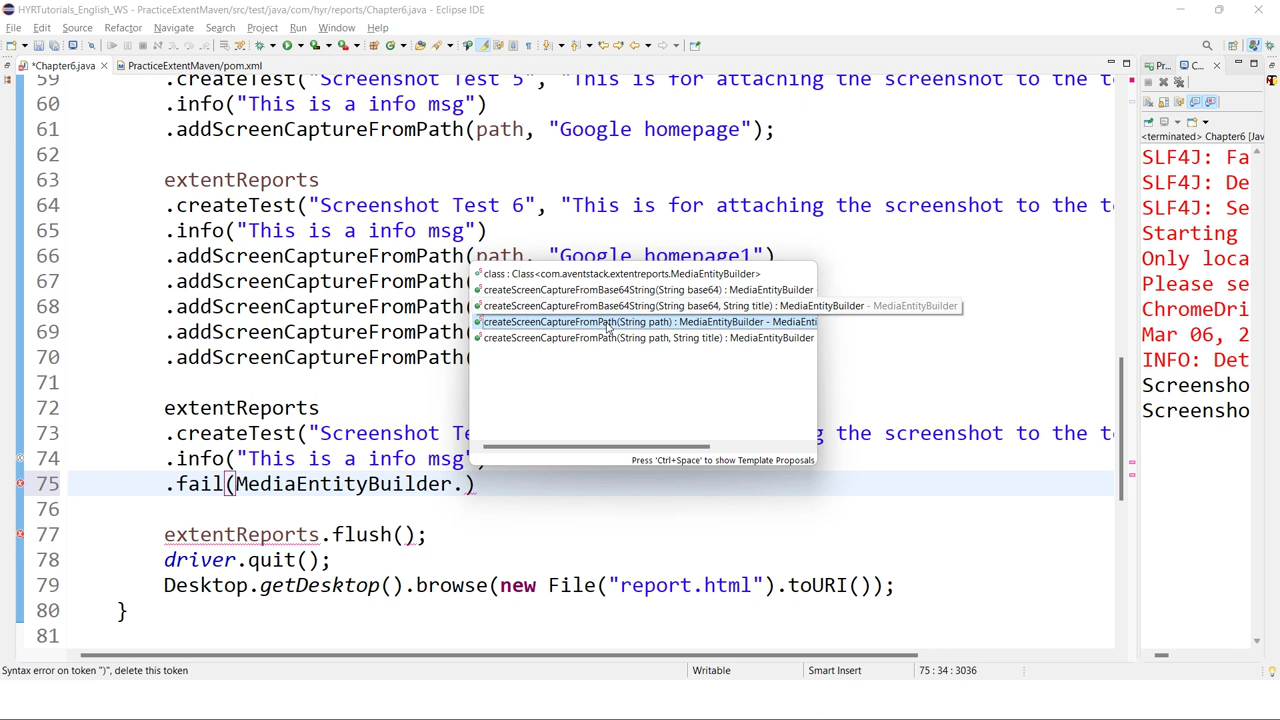 HYRTutorials_English_WS - PracticeExtentMaven/src/test/java/com/hyr/reports/Chapter6.java - Eclipse IDE
File Edit Source Refactor Navigate Search Project Run Window Help
*Chapter6.java PracticeExtentMaven/pom.xml Pr... C...
<terminated> Chapter6 [Jav
59 .createTest("Screenshot Test 5", "This is for attaching the screenshot to the te
60 .info("This is a info msg")
61 .addScreenCaptureFromPath(path, "Google homepage");
62
63 extentReports
64 .createTest("Screenshot Test 6", "This is for attaching the screenshot to the te
65 .info("This is a info msg")
66 .addScreenCaptureFromPath(path, "Google homepage1")
67 .addScreenCaptureFromPath(
68 .addScreenCaptureFromPath(
69 .addScreenCaptureFromPath(
70 .addScreenCaptureFromPath(
71
72 extentReports
73 .createTest("Screenshot Te g the screenshot to the te
74 .info("This is a info msg")
75 .fail(MediaEntityBuilder.)
76
77 extentReports.flush();
78 driver.quit();
79 Desktop.getDesktop().browse(new File("report.html").toURI());
80 }
81
class : Class<com.aventstack.extentreports.MediaEntityBuilder>
createScreenCaptureFromBase64String(String base64) : MediaEntityBuilder
createScreenCaptureFromBase64String(String base64, String title) : MediaEntityBuilder - MediaEntityBuilder
createScreenCaptureFromPath(String path) : MediaEntityBuilder - MediaEnti
createScreenCaptureFromPath(String path, String title) : MediaEntityBuilder
Press 'Ctrl+Space' to show Template Proposals
SLF4J: Fa
SLF4J: De
SLF4J: Se
Starting
Only loca
Please se
ChromeDri
Mar 06, 2
INFO: Det
Screensho
Screensho
Syntax error on token ")", delete this token Writable Smart Insert 75 : 34 : 3036